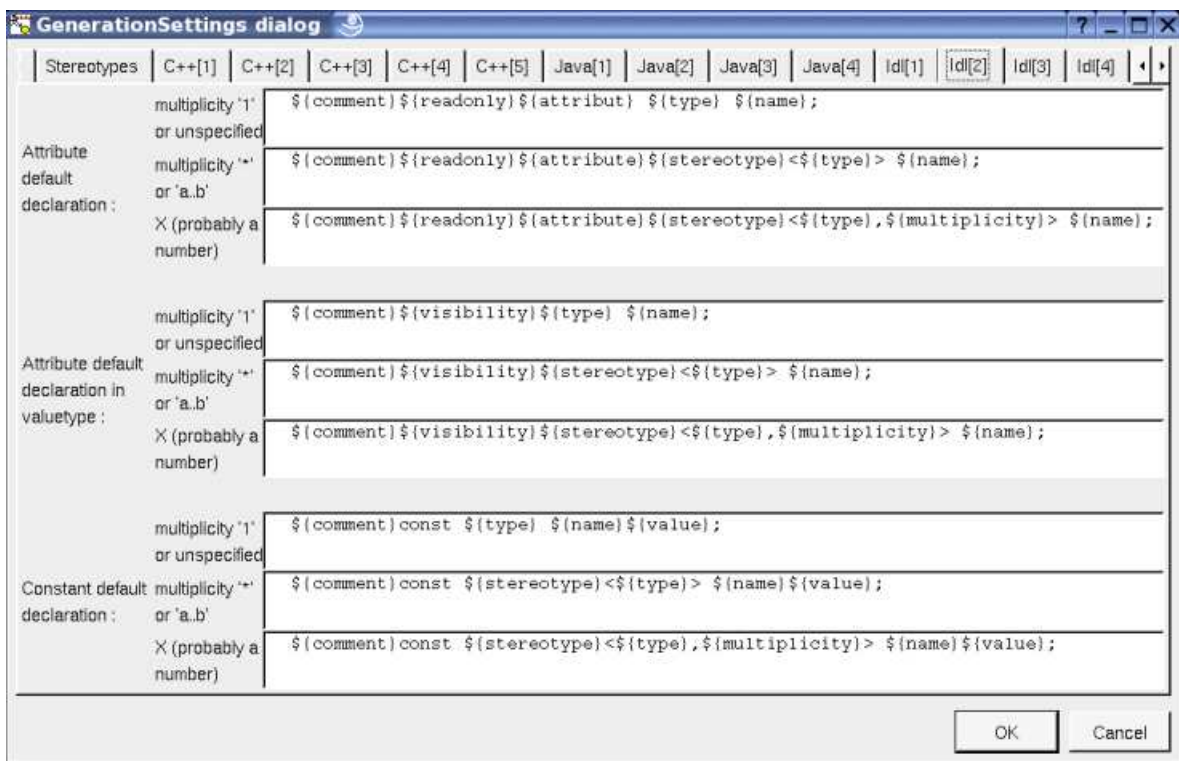 GenerationSettings dialog
Stereotypes C++[1] C++[2] C++[3] C++[4] C++[5] Java[1] Java[2] Java[3] Java[4] Idl[1] Idl[2] Idl[3] Idl[4]
Attribute
default
declaration :
multiplicity '1'
or unspecified
${comment}${readonly}${attribut} ${type} ${name};
multiplicity '*'
or 'a..b'
${comment}${readonly}${attribute}${stereotype}<${type}> ${name};
X (probably a
number)
${comment}${readonly}${attribute}${stereotype}<${type},${multiplicity}> ${name};
Attribute default
declaration in
valuetype :
multiplicity '1'
or unspecified
${comment}${visibility}${type} ${name};
multiplicity '*'
or 'a..b'
${comment}${visibility}${stereotype}<${type}> ${name};
X (probably a
number)
${comment}${visibility}${stereotype}<${type},${multiplicity}> ${name};
Constant default
declaration :
multiplicity '1'
or unspecified
${comment}const ${type} ${name}${value};
multiplicity '*'
or 'a..b'
${comment}const ${stereotype}<${type}> ${name}${value};
X (probably a
number)
${comment}const ${stereotype}<${type},${multiplicity}> ${name}${value};
OK Cancel